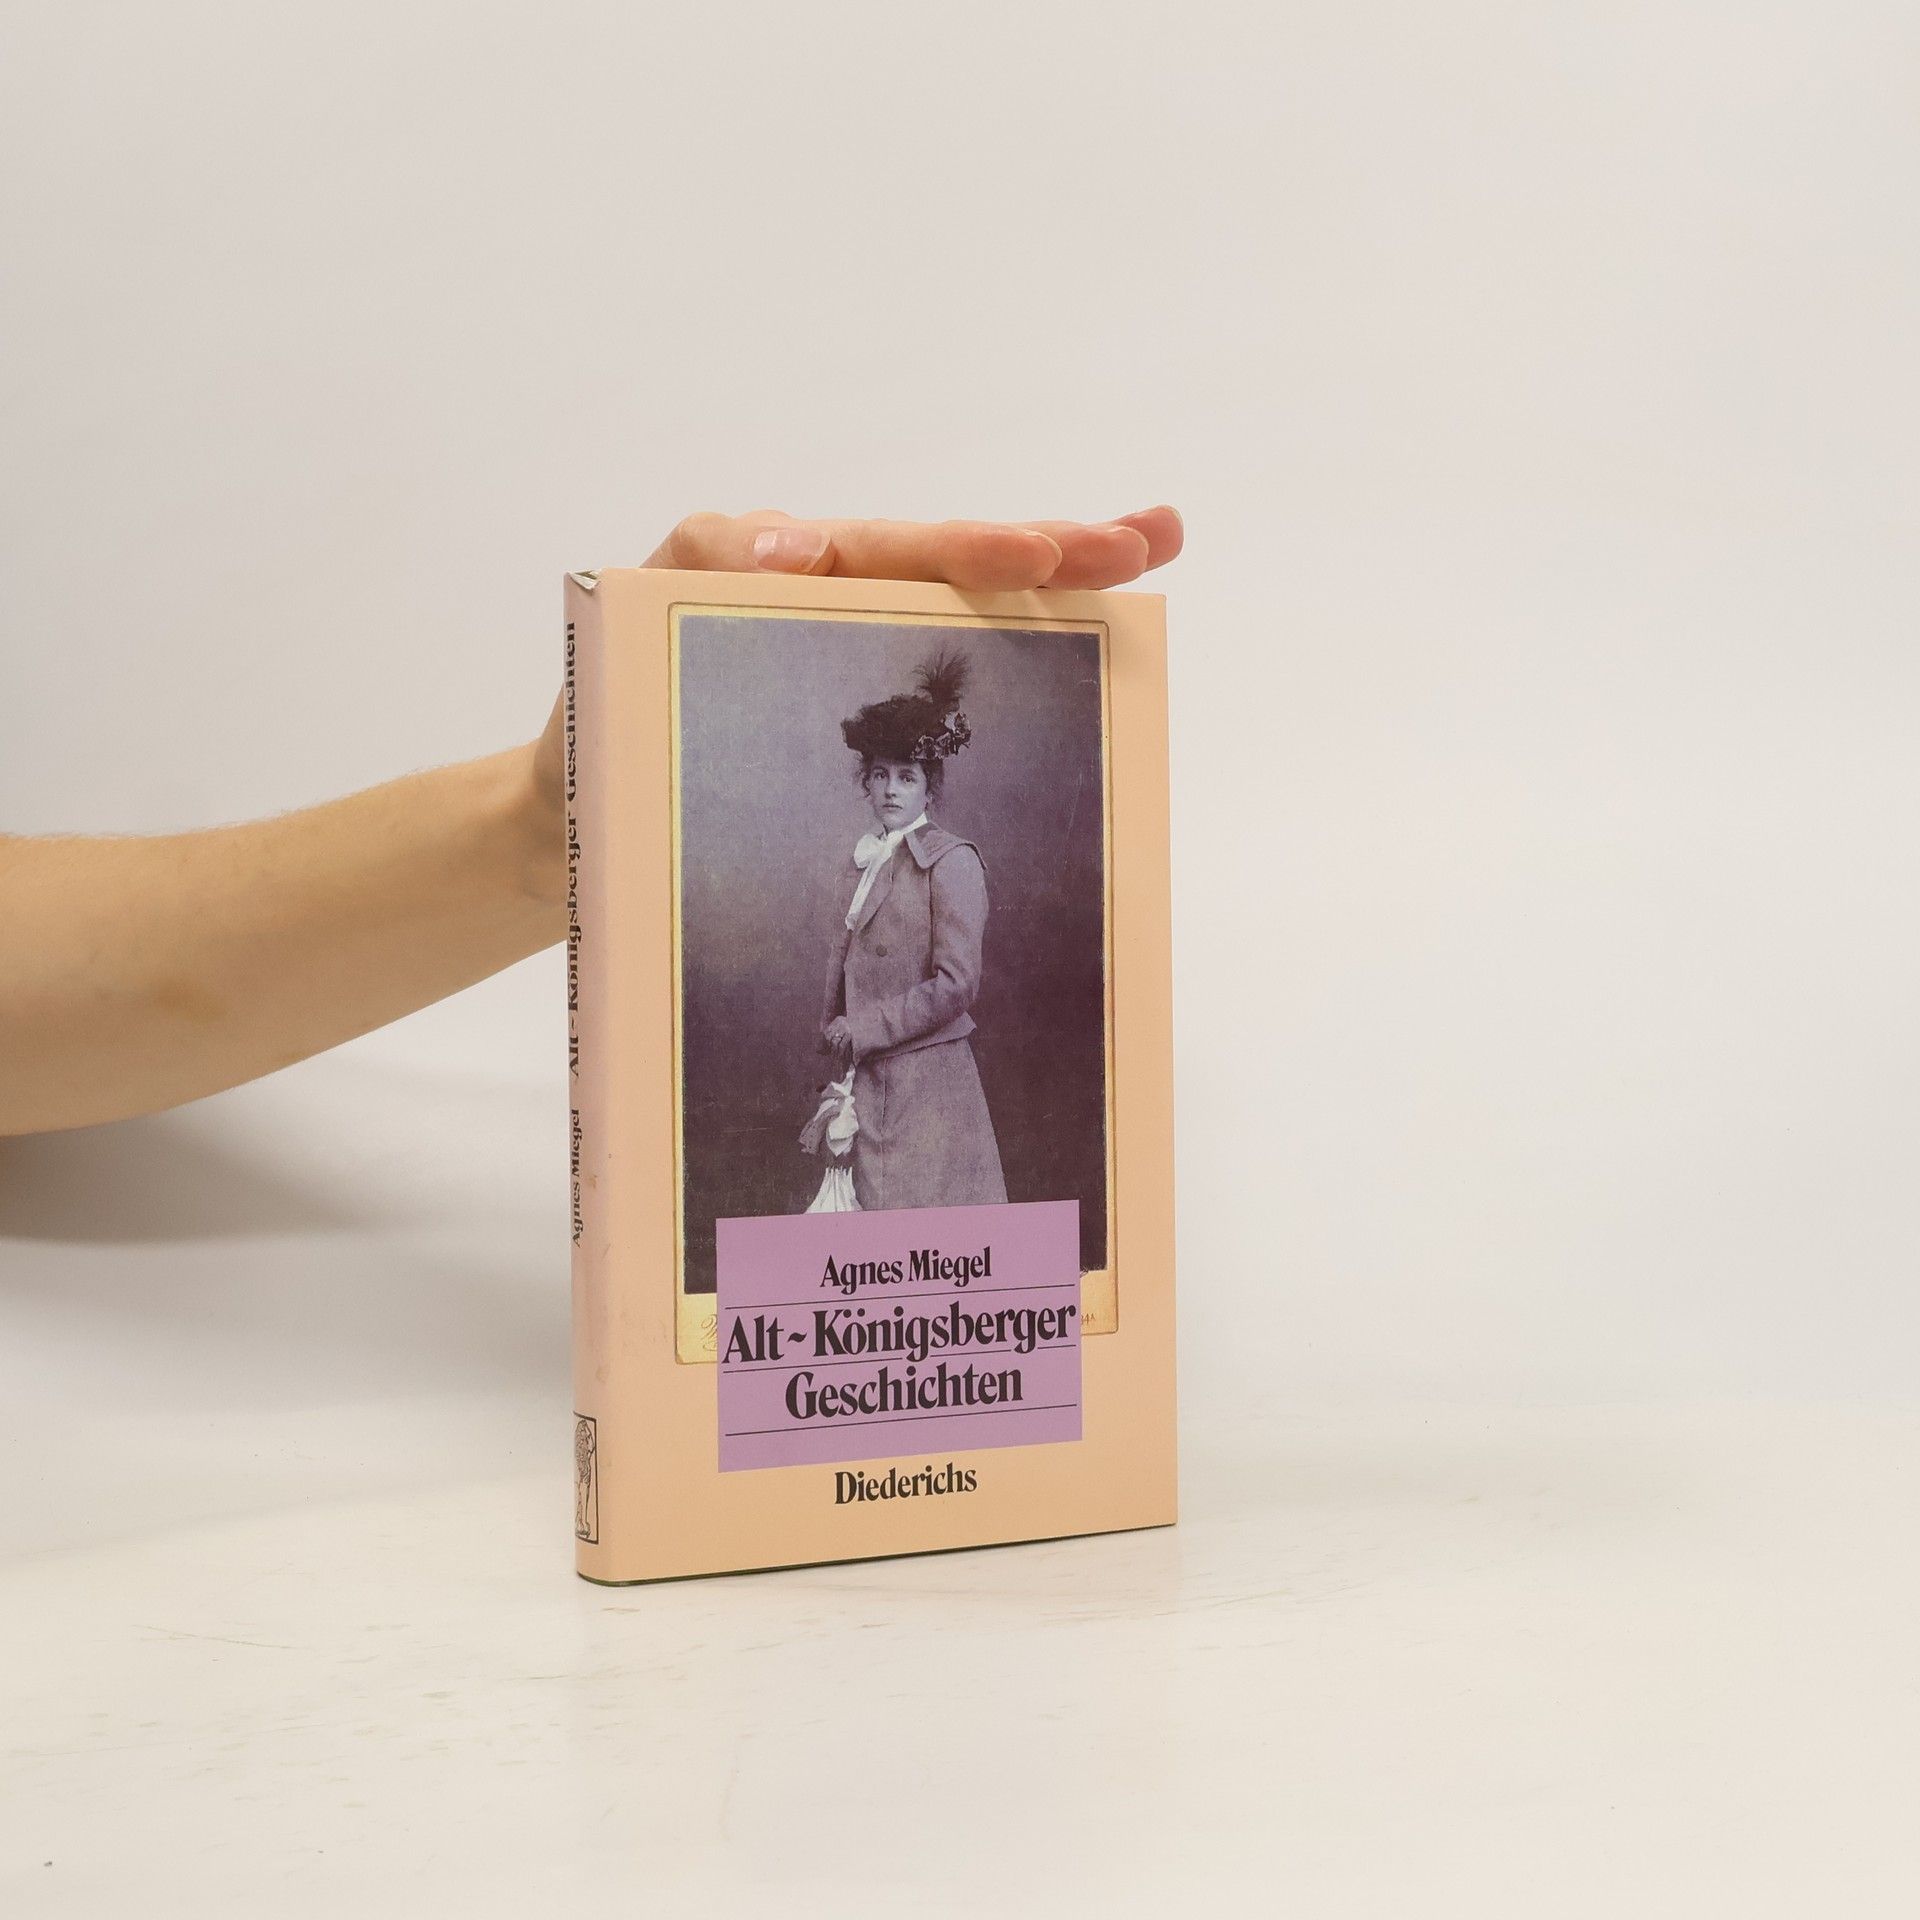 Agnes Miegel Alt~Königsberger Geschichten
Agnes Miegel
Alt~Königsberger
Geschichten
Diederichs